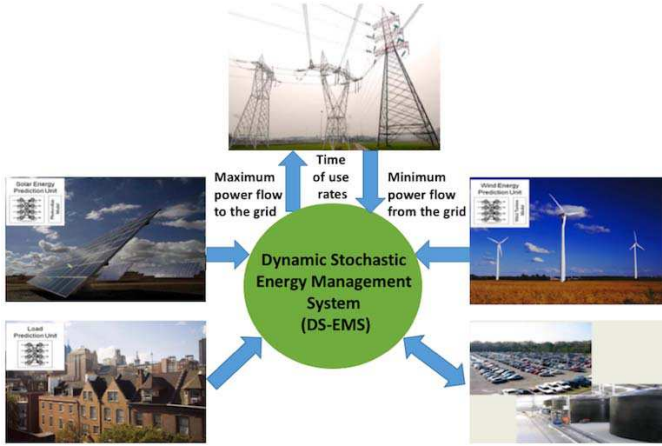 Maximum
power flow
to the grid
Time
of use
rates
Minimum
power flow
from the grid
Solar Energy
Prediction Unit
Wind Energy
Prediction Unit
Dynamic Stochastic
Energy Management
System
(DS-EMS)
Load
Prediction Unit